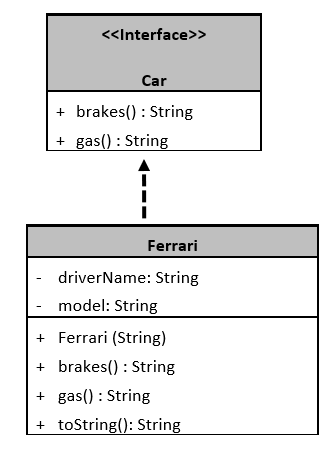 <<Interface>>
Car
+ brakes() : String
+ gas() : String
Ferrari
- driverName: String
- model: String
+ Ferrari (String)
+ brakes() : String
+ gas() : String
+ toString(): String